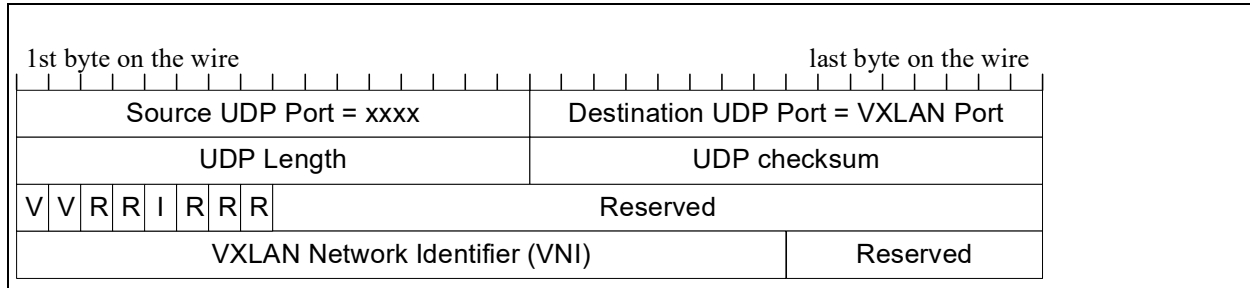 1st byte on the wire last byte on the wire
Source UDP Port = xxxx Destination UDP Port = VXLAN Port
UDP Length UDP checksum
V V R R I R R R Reserved
VXLAN Network Identifier (VNI) Reserved